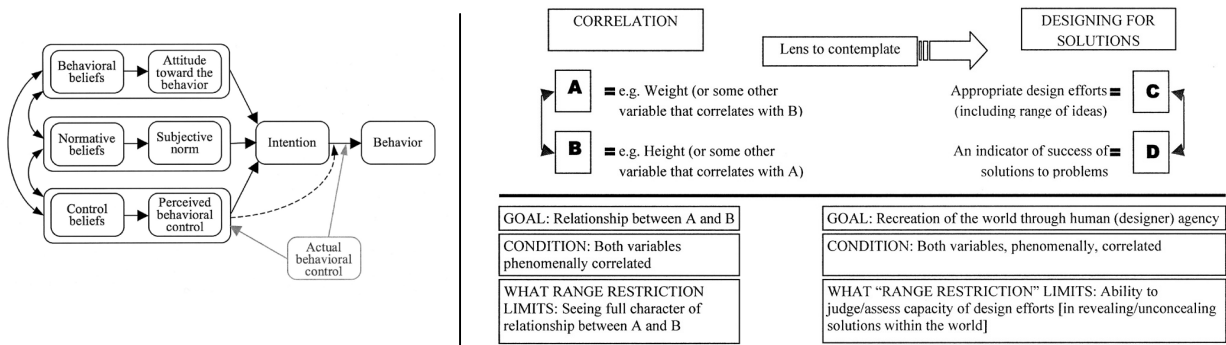 Behavioral
beliefs
Attitude
toward the
behavior
Normative
beliefs
Subjective
norm
Intention
Behavior
Control
beliefs
Perceived
behavioral
control
Actual
behavioral
control
CORRELATION
Lens to contemplate
DESIGNING FOR
SOLUTIONS
A
= e.g. Weight (or some other
variable that correlates with B)
B
= e.g. Height (or some other
variable that correlates with A)
Appropriate design efforts =
(including range of ideas)
C
An indicator of success of =
solutions to problems
D
GOAL: Relationship between A and B
CONDITION: Both variables
phenomenally correlated
WHAT RANGE RESTRICTION
LIMITS: Seeing full character of
relationship between A and B
GOAL: Recreation of the world through human (designer) agency
CONDITION: Both variables, phenomenally, correlated
WHAT “RANGE RESTRICTION” LIMITS: Ability to
judge/assess capacity of design efforts [in revealing/unconcealing
solutions within the world]